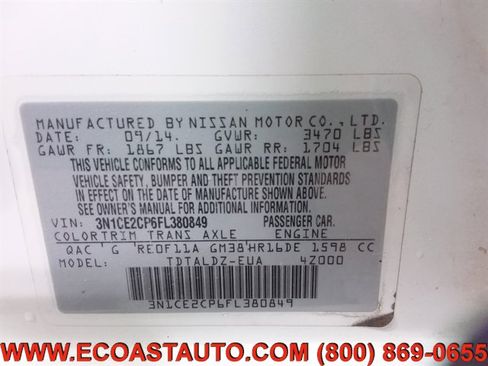 MANUFACTURED BY NISSAN MOTOR CO., LTD.
DATE: 09/14. GVWR: 3470 LBS
GAWR FR: 1867 LBS GAWR RR: 1704 LBS
THIS VEHICLE CONFORMS TO ALL APPLICABLE FEDERAL MOTOR
VEHICLE SAFETY, BUMPER AND THEFT PREVENTION STANDARDS
IN EFFECT ON THE DATE OF MANUFACTURE SHOWN ABOVE.
SEE OWNER'S MANUAL FOR ADDITIONAL INFORMATION.
VIN: 3N1CE2CP6FL380849 PASSENGER CAR.
COLOR TRIM TRANS AXLE ENGINE
QAC G RE0F11A GM38 HR16DE 1598 CC
MODEL: TDTALDZ-EUA 4Z000
3N1CE2CP6FL380849
WWW.ECOASTAUTO.COM (800) 869-0655